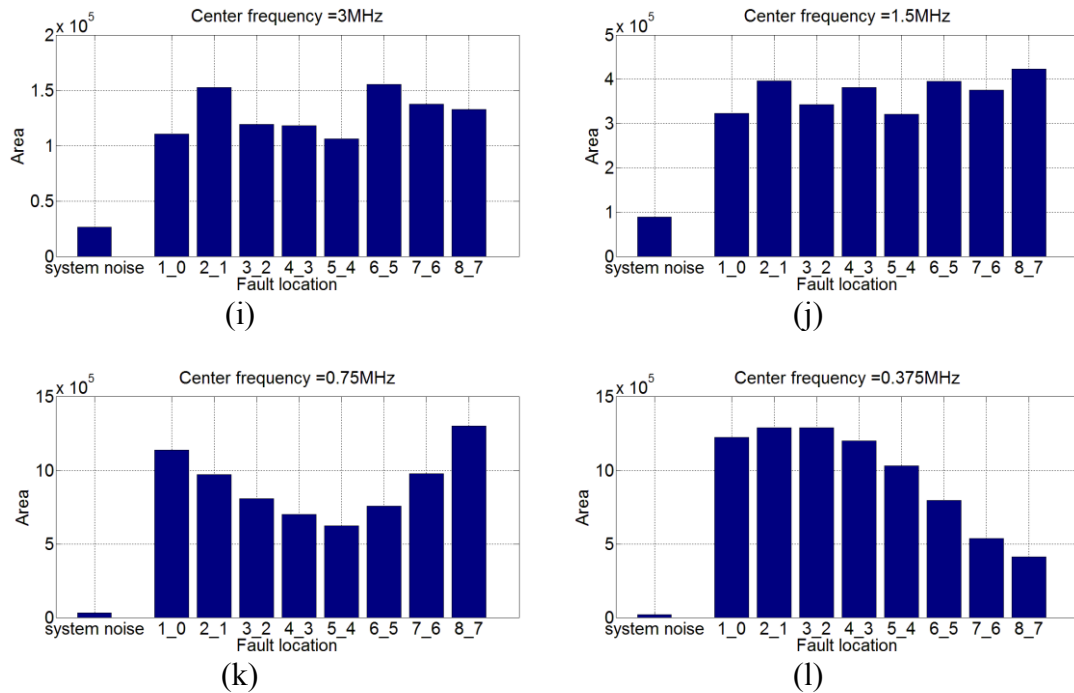 Center frequency =3MHz
x 10^5
2
1.5
1
0.5
0
Area
system noise 1_0 2_1 3_2 4_3 5_4 6_5 7_6 8_7
Fault location
(i)
Center frequency =1.5MHz
x 10^5
5
4
3
2
1
0
Area
system noise 1_0 2_1 3_2 4_3 5_4 6_5 7_6 8_7
Fault location
(j)
Center frequency =0.75MHz
x 10^5
15
10
5
0
Area
system noise 1_0 2_1 3_2 4_3 5_4 6_5 7_6 8_7
Fault location
(k)
Center frequency =0.375MHz
x 10^5
15
10
5
0
Area
system noise 1_0 2_1 3_2 4_3 5_4 6_5 7_6 8_7
Fault location
(l)